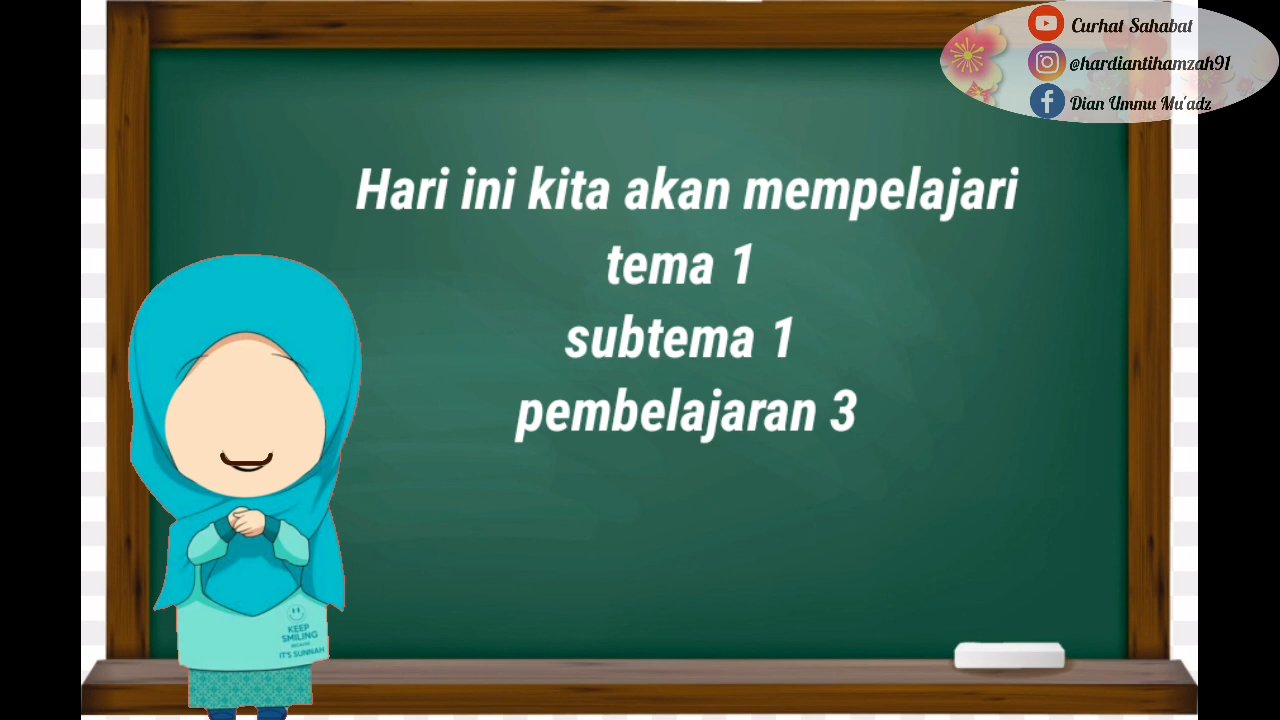 Curhat Sahabat
@hardiantihamzah91
Dian Ummu Mu'adz
Hari ini kita akan mempelajari
tema 1
subtema 1
pembelajaran 3
KEEP
SMILING
BECAUSE
IT'S SUNNAH